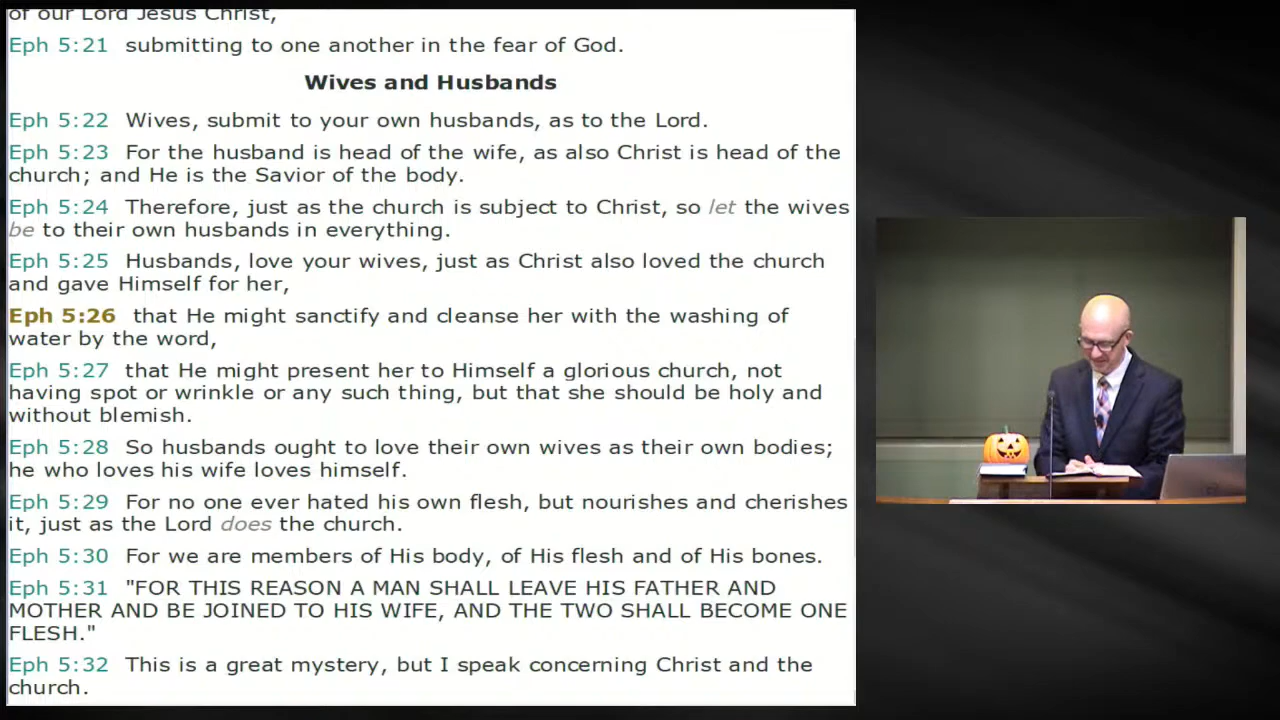 of our Lord Jesus Christ,
Eph 5:21 submitting to one another in the fear of God.
Wives and Husbands
Eph 5:22 Wives, submit to your own husbands, as to the Lord.
Eph 5:23 For the husband is head of the wife, as also Christ is head of the
church; and He is the Savior of the body.
Eph 5:24 Therefore, just as the church is subject to Christ, so let the wives
be to their own husbands in everything.
Eph 5:25 Husbands, love your wives, just as Christ also loved the church
and gave Himself for her,
Eph 5:26 that He might sanctify and cleanse her with the washing of
water by the word,
Eph 5:27 that He might present her to Himself a glorious church, not
having spot or wrinkle or any such thing, but that she should be holy and
without blemish.
Eph 5:28 So husbands ought to love their own wives as their own bodies;
he who loves his wife loves himself.
Eph 5:29 For no one ever hated his own flesh, but nourishes and cherishes
it, just as the Lord does the church.
Eph 5:30 For we are members of His body, of His flesh and of His bones.
Eph 5:31 "FOR THIS REASON A MAN SHALL LEAVE HIS FATHER AND
MOTHER AND BE JOINED TO HIS WIFE, AND THE TWO SHALL BECOME ONE
FLESH."
Eph 5:32 This is a great mystery, but I speak concerning Christ and the
church.